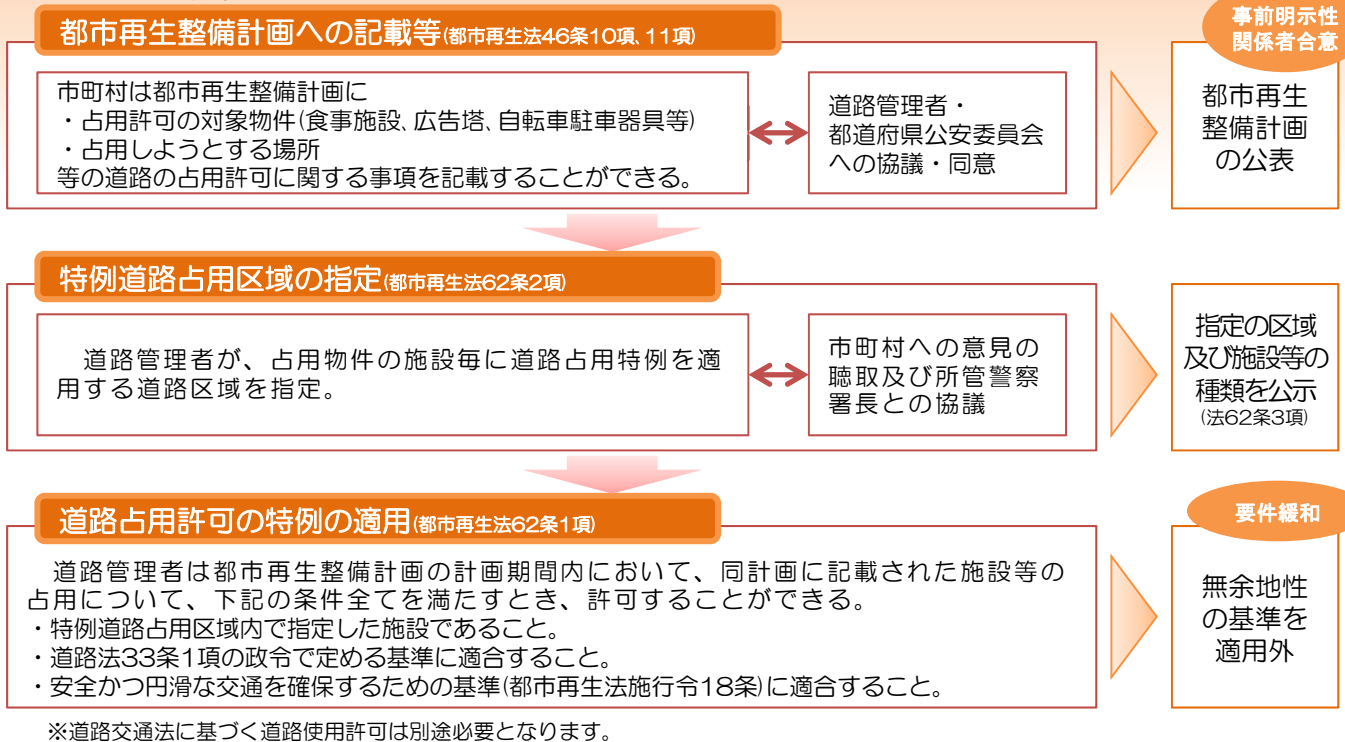 都市再生整備計画への記載等(都市再生法46条10項、11項)
事前明示性
関係者合意
市町村は都市再生整備計画に
・占用許可の対象物件(食事施設、広告塔、自転車駐車器具等)
・占用しようとする場所
等の道路の占用許可に関する事項を記載することができる。
道路管理者・
都道府県公安委員会
への協議・同意
都市再生
整備計画
の公表
特例道路占用区域の指定(都市再生法62条2項)
道路管理者が、占用物件の施設毎に道路占用特例を適
用する道路区域を指定。
市町村への意見の
聴取及び所管警察
署長との協議
指定の区域
及び施設等の
種類を公示
(法62条3項)
道路占用許可の特例の適用(都市再生法62条1項)
要件緩和
道路管理者は都市再生整備計画の計画期間内において、同計画に記載された施設等の
占用について、下記の条件全てを満たすとき、許可することができる。
・特例道路占用区域内で指定した施設であること。
・道路法33条1項の政令で定める基準に適合すること。
・安全かつ円滑な交通を確保するための基準(都市再生法施行令18条)に適合すること。
無余地性
の基準を
適用外
※道路交通法に基づく道路使用許可は別途必要となります。